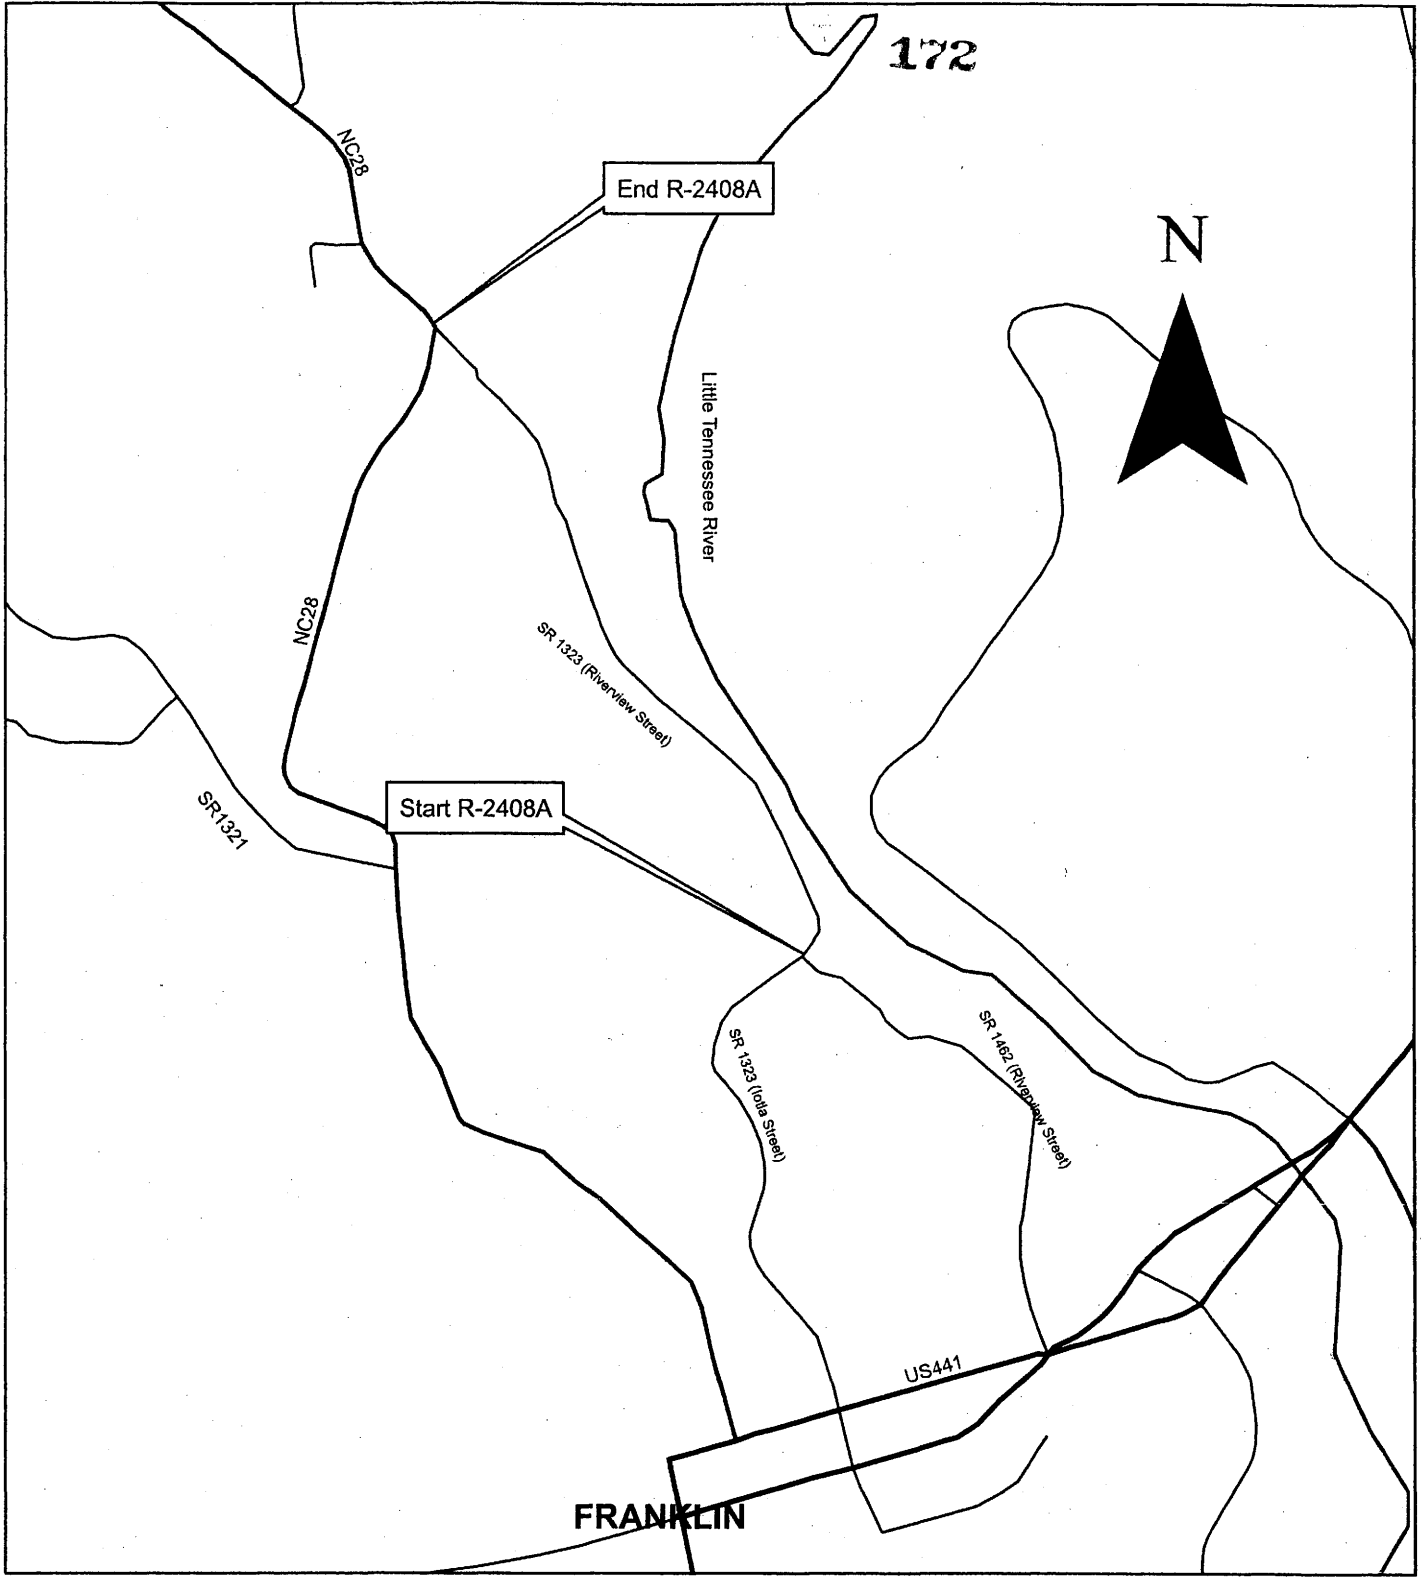 172
NC28
End R-2408A
N
Little Tennessee River
NC28
SR 1323 (Riverview Street)
Start R-2408A
SR1321
SR 1462 (Riverview Street)
SR 1323 (Iotla Street)
US441
FRANKLIN